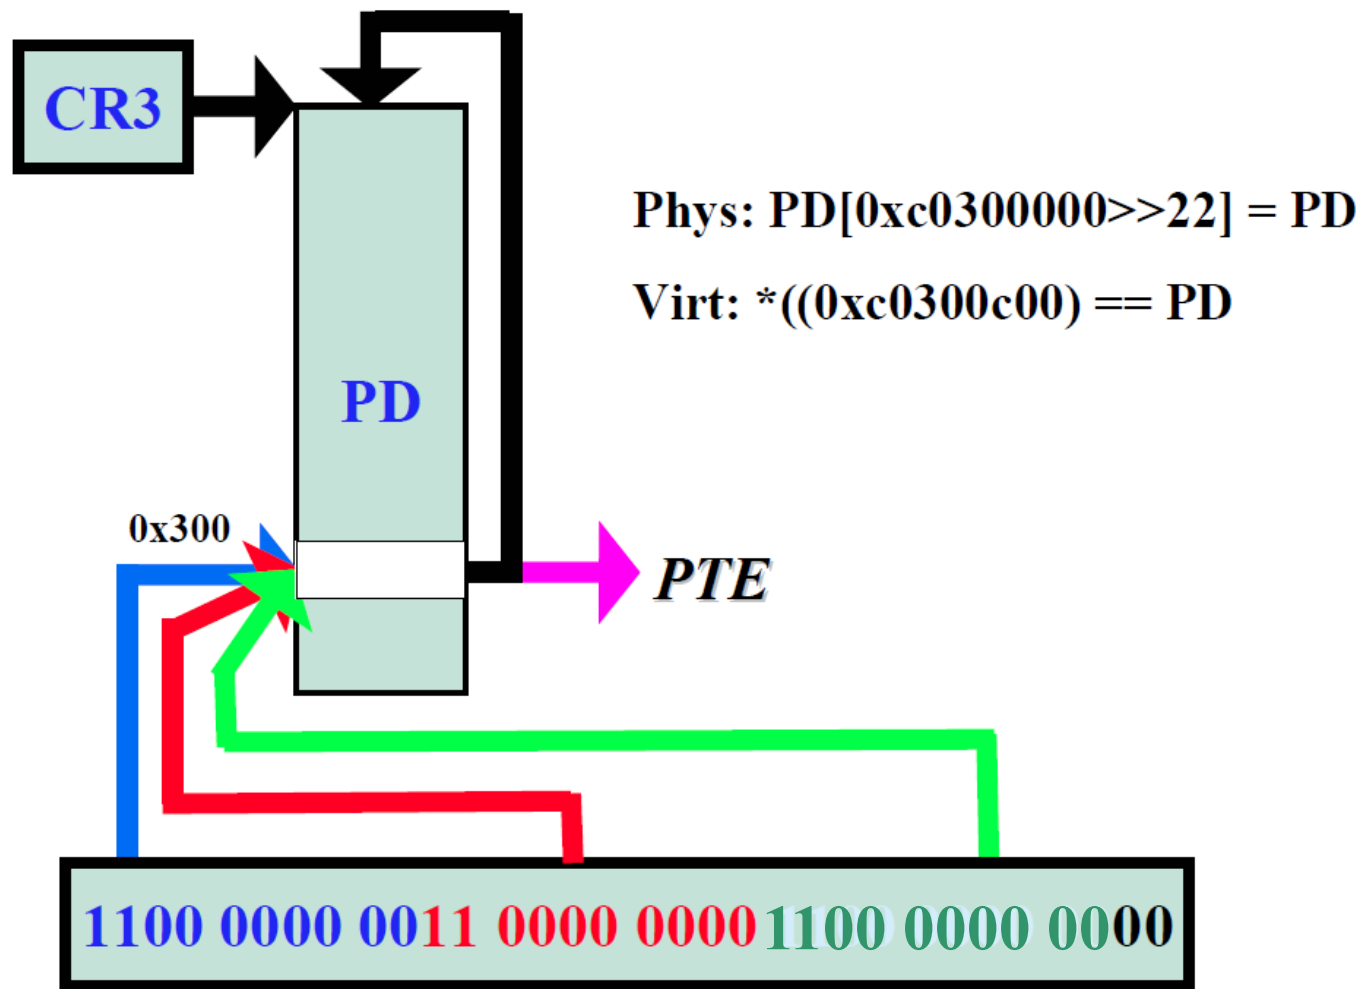 CR3
Phys: PD[0xc0300000>>22] = PD
Virt: *((0xc0300c00) == PD
PD
0x300
PTE
1100 0000 0011 0000 0000 1100 0000 0000